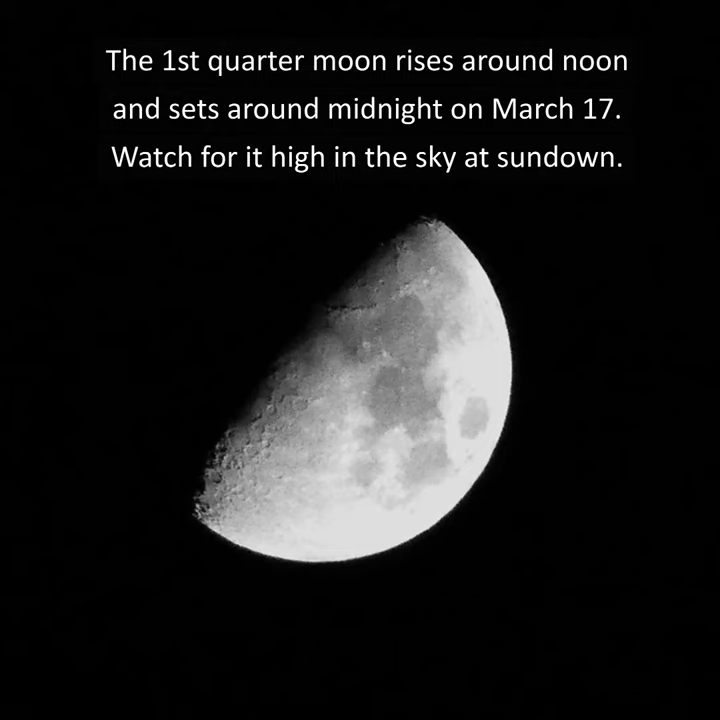 The 1st quarter moon rises around noon
and sets around midnight on March 17.
Watch for it high in the sky at sundown.